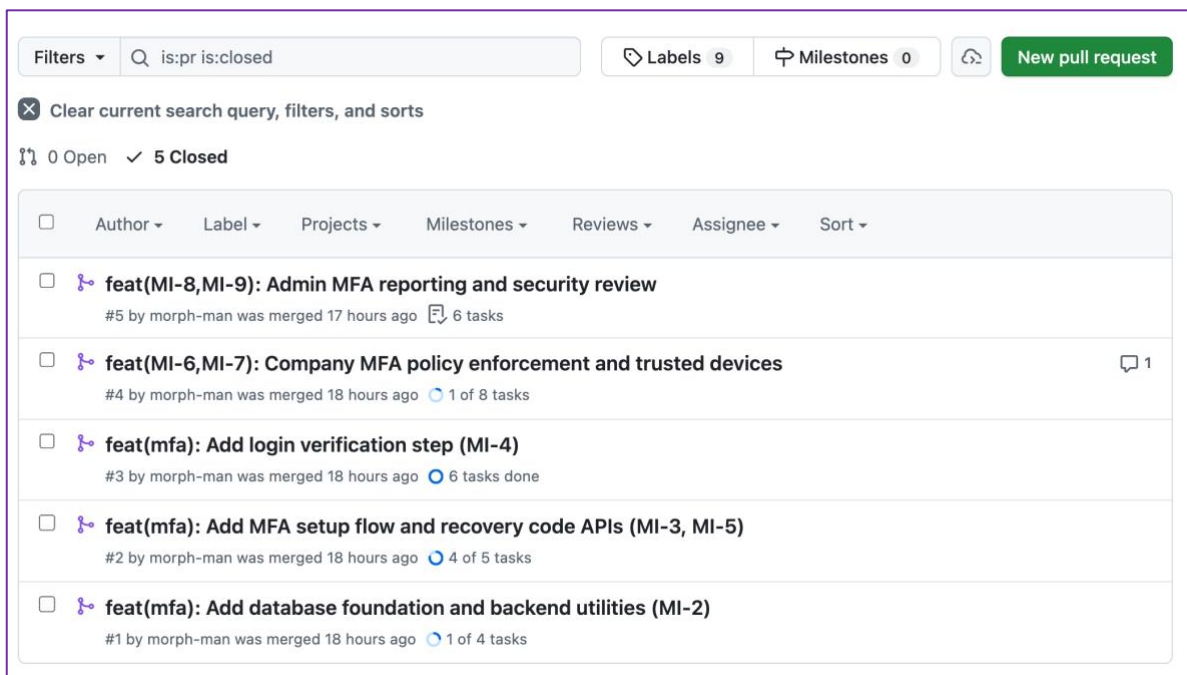 Filters is:pr is:closed Labels 9 Milestones 0 New pull request
Clear current search query, filters, and sorts
0 Open 5 Closed
Author Label Projects Milestones Reviews Assignee Sort
feat(MI-8,MI-9): Admin MFA reporting and security review
#5 by morph-man was merged 17 hours ago 6 tasks
feat(MI-6,MI-7): Company MFA policy enforcement and trusted devices 1
#4 by morph-man was merged 18 hours ago 1 of 8 tasks
feat(mfa): Add login verification step (MI-4)
#3 by morph-man was merged 18 hours ago 6 tasks done
feat(mfa): Add MFA setup flow and recovery code APIs (MI-3, MI-5)
#2 by morph-man was merged 18 hours ago 4 of 5 tasks
feat(mfa): Add database foundation and backend utilities (MI-2)
#1 by morph-man was merged 18 hours ago 1 of 4 tasks